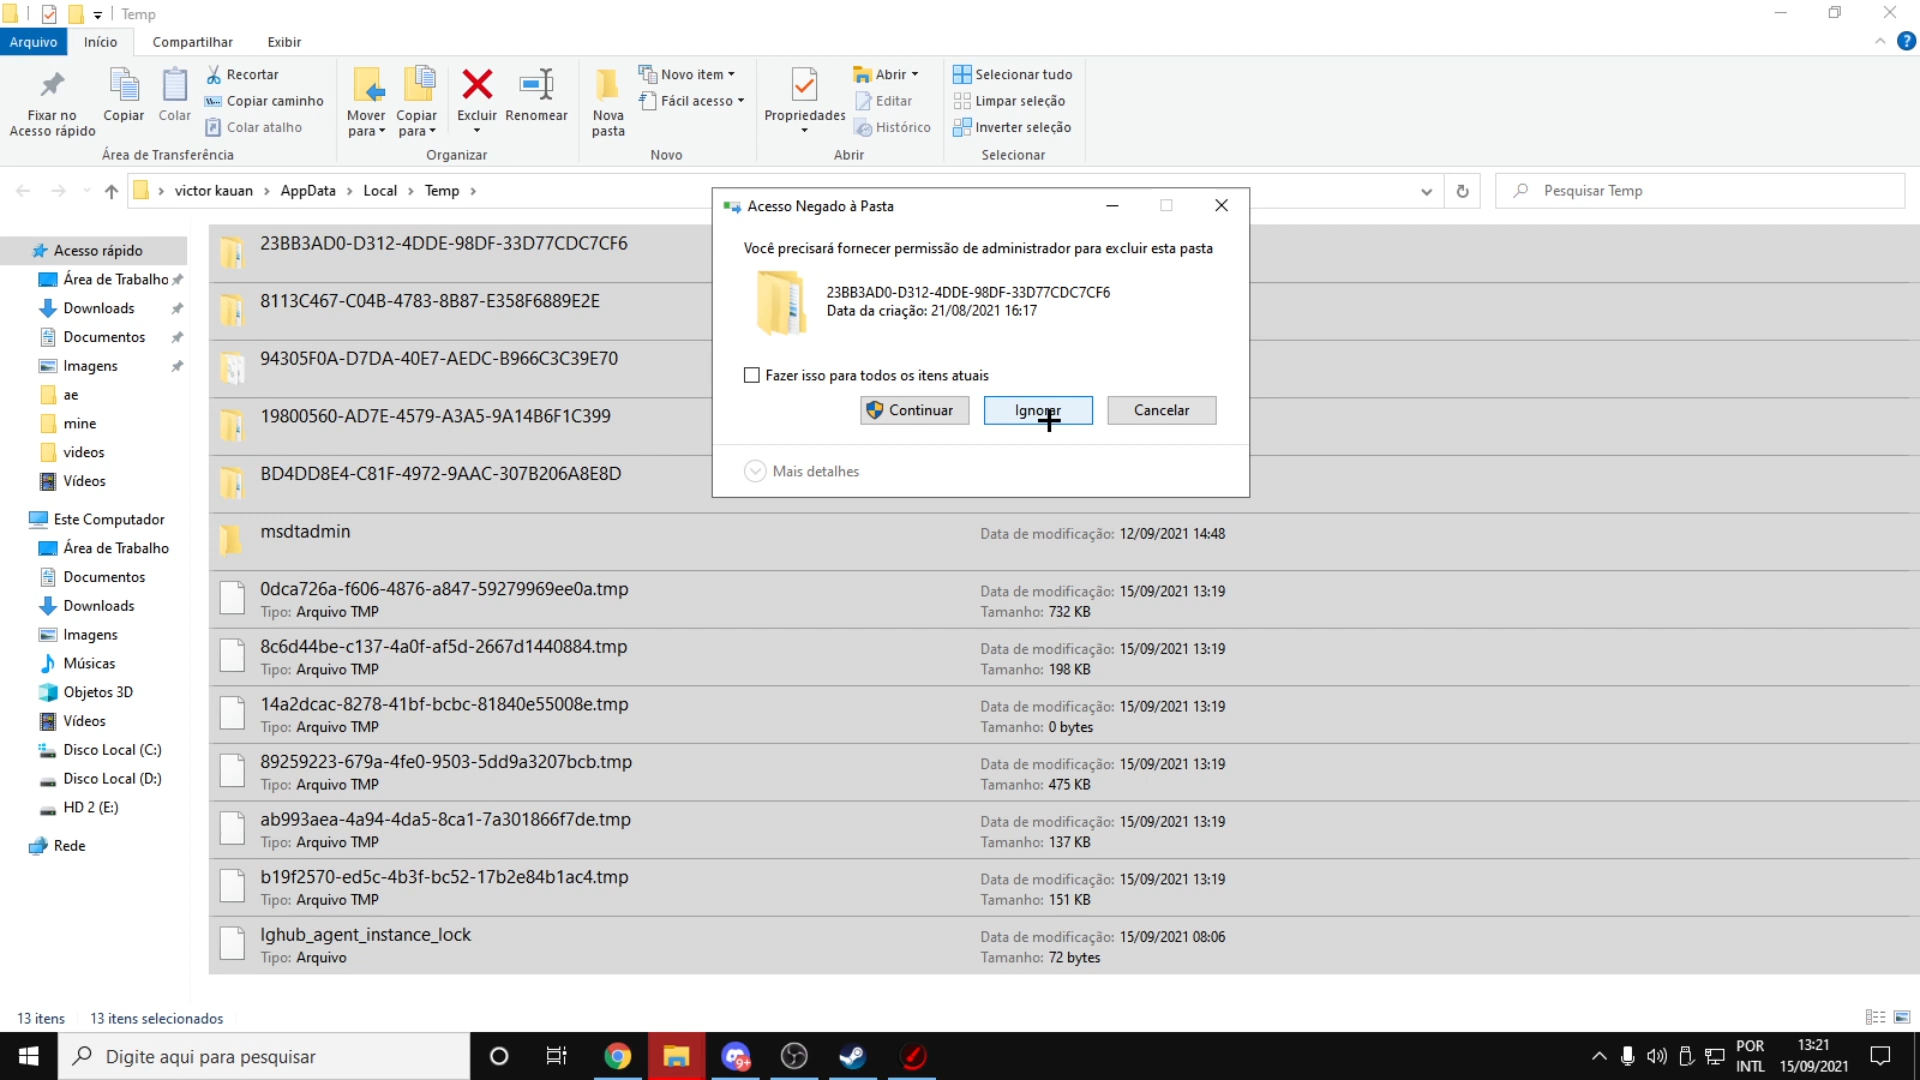 Temp
Arquivo
Início
Compartilhar
Exibir
?
Fixar no
Acesso rápido
Copiar
Colar
Recortar
Copiar caminho
Colar atalho
Área de Transferência
Mover
para
Copiar
para
Excluir
Renomear
Organizar
Nova
pasta
Novo item
Fácil acesso
Novo
Propriedades
Abrir
Editar
Histórico
Abrir
Selecionar tudo
Limpar seleção
Inverter seleção
Selecionar
victor kauan > AppData > Local > Temp >
Pesquisar Temp
Acesso rápido
Área de Trabalho
Downloads
Documentos
Imagens
ae
mine
videos
Vídeos
Este Computador
Área de Trabalho
Documentos
Downloads
Imagens
Músicas
Objetos 3D
Vídeos
Disco Local (C:)
Disco Local (D:)
HD 2 (E:)
Rede
23BB3AD0-D312-4DDE-98DF-33D77CDC7CF6
8113C467-C04B-4783-8B87-E358F6889E2E
94305F0A-D7DA-40E7-AEDC-B966C3C39E70
19800560-AD7E-4579-A3A5-9A14B6F1C399
BD4DD8E4-C81F-4972-9AAC-307B206A8E8D
msdtadmin
Data de modificação: 12/09/2021 14:48
0dca726a-f606-4876-a847-59279969ee0a.tmp
Tipo: Arquivo TMP
Data de modificação: 15/09/2021 13:19
Tamanho: 732 KB
8c6d44be-c137-4a0f-af5d-2667d1440884.tmp
Tipo: Arquivo TMP
Data de modificação: 15/09/2021 13:19
Tamanho: 198 KB
14a2dcac-8278-41bf-bcbc-81840e55008e.tmp
Tipo: Arquivo TMP
Data de modificação: 15/09/2021 13:19
Tamanho: 0 bytes
89259223-679a-4fe0-9503-5dd9a3207bcb.tmp
Tipo: Arquivo TMP
Data de modificação: 15/09/2021 13:19
Tamanho: 475 KB
ab993aea-4a94-4da5-8ca1-7a301866f7de.tmp
Tipo: Arquivo TMP
Data de modificação: 15/09/2021 13:19
Tamanho: 137 KB
b19f2570-ed5c-4b3f-bc52-17b2e84b1ac4.tmp
Tipo: Arquivo TMP
Data de modificação: 15/09/2021 13:19
Tamanho: 151 KB
lghub_agent_instance_lock
Tipo: Arquivo
Data de modificação: 15/09/2021 08:06
Tamanho: 72 bytes
Acesso Negado à Pasta
Você precisará fornecer permissão de administrador para excluir esta pasta
23BB3AD0-D312-4DDE-98DF-33D77CDC7CF6
Data da criação: 21/08/2021 16:17
Fazer isso para todos os itens atuais
Continuar
Ignorar
Cancelar
Mais detalhes
13 itens
13 itens selecionados
Digite aqui para pesquisar
9+
POR
INTL
13:21
15/09/2021